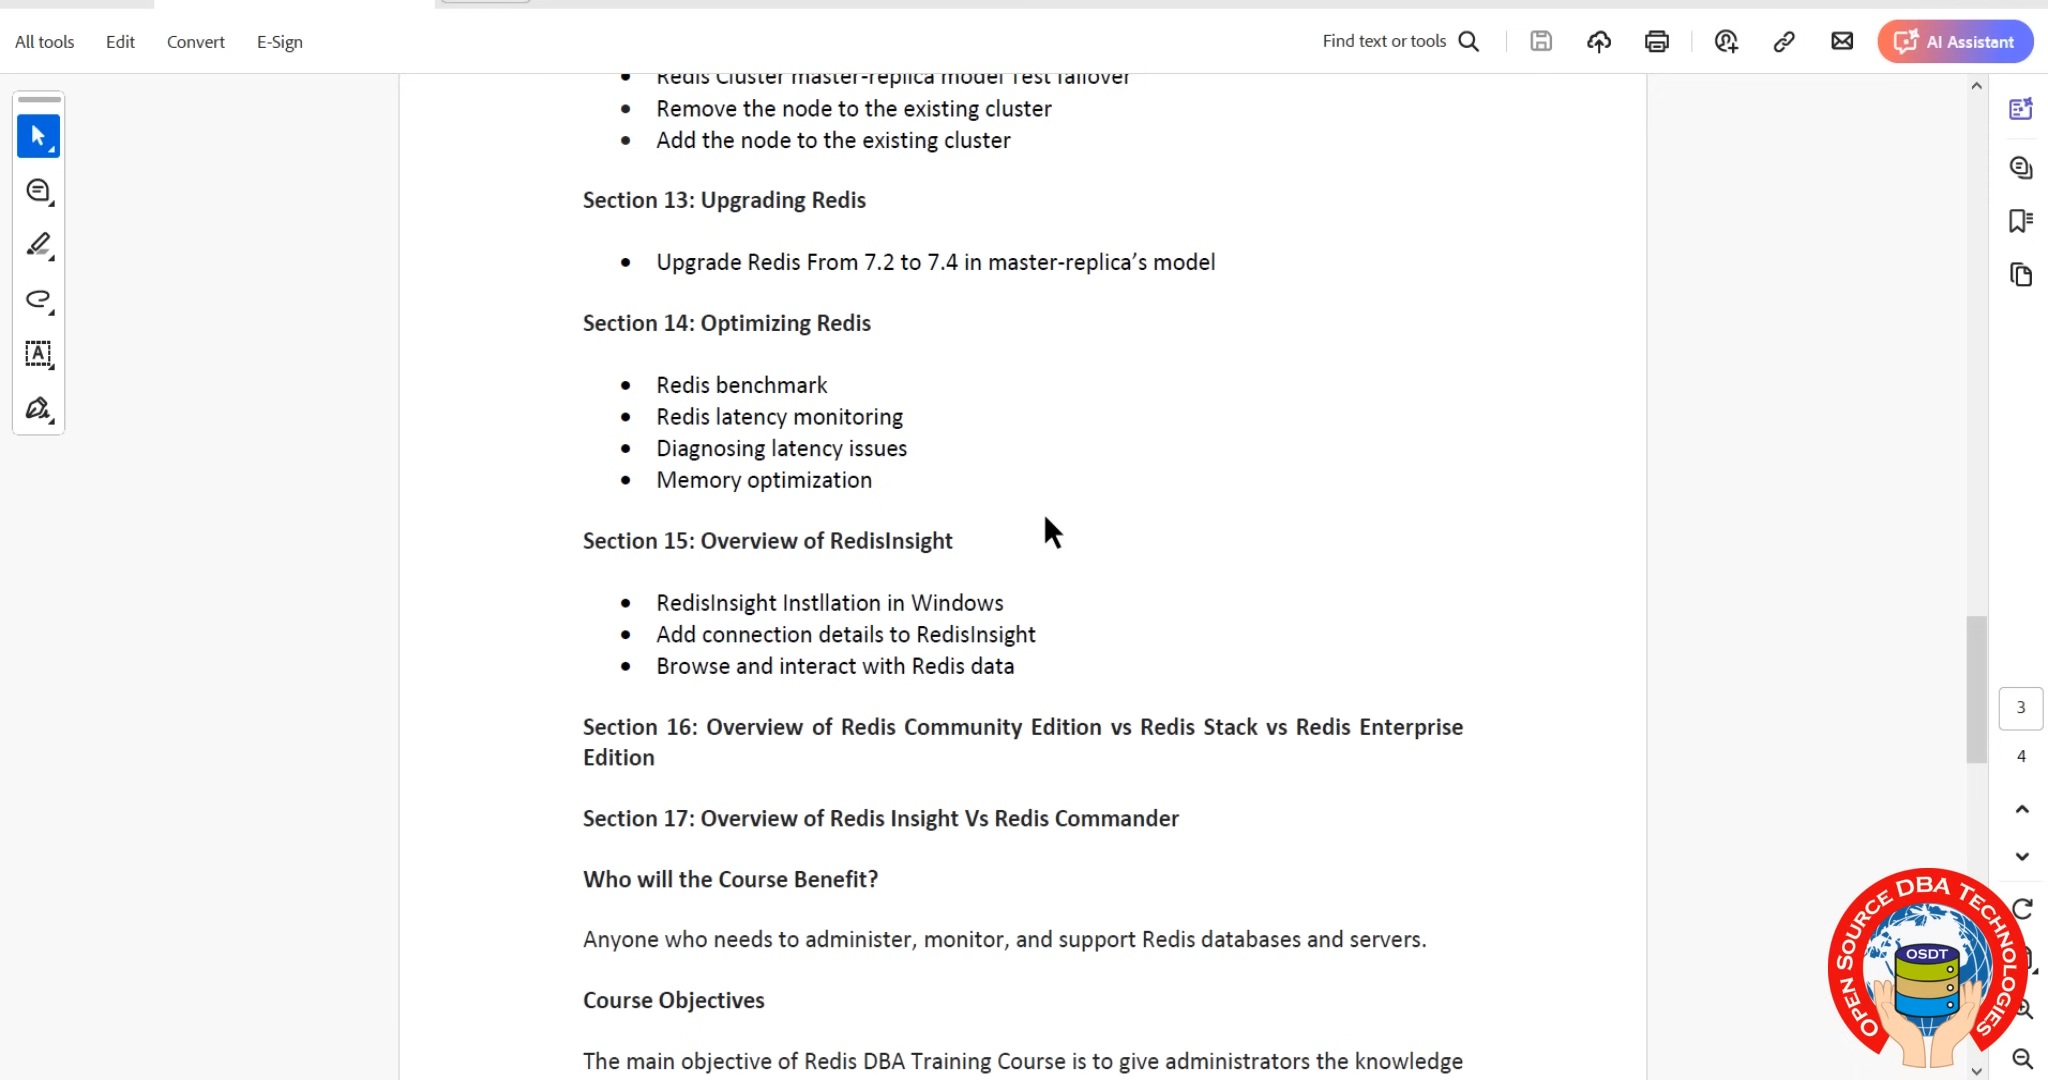 All tools Edit Convert E-Sign Find text or tools AI Assistant
• Redis Cluster master-replica model Test failover
• Remove the node to the existing cluster
• Add the node to the existing cluster
Section 13: Upgrading Redis
• Upgrade Redis From 7.2 to 7.4 in master-replica’s model
Section 14: Optimizing Redis
• Redis benchmark
• Redis latency monitoring
• Diagnosing latency issues
• Memory optimization
Section 15: Overview of RedisInsight
• RedisInsight Instllation in Windows
• Add connection details to RedisInsight
• Browse and interact with Redis data
Section 16: Overview of Redis Community Edition vs Redis Stack vs Redis Enterprise
Edition
Section 17: Overview of Redis Insight Vs Redis Commander
Who will the Course Benefit?
Anyone who needs to administer, monitor, and support Redis databases and servers.
Course Objectives
The main objective of Redis DBA Training Course is to give administrators the knowledge
3
4
OPEN SOURCE DBA TECHNOLOGIES
OSDT